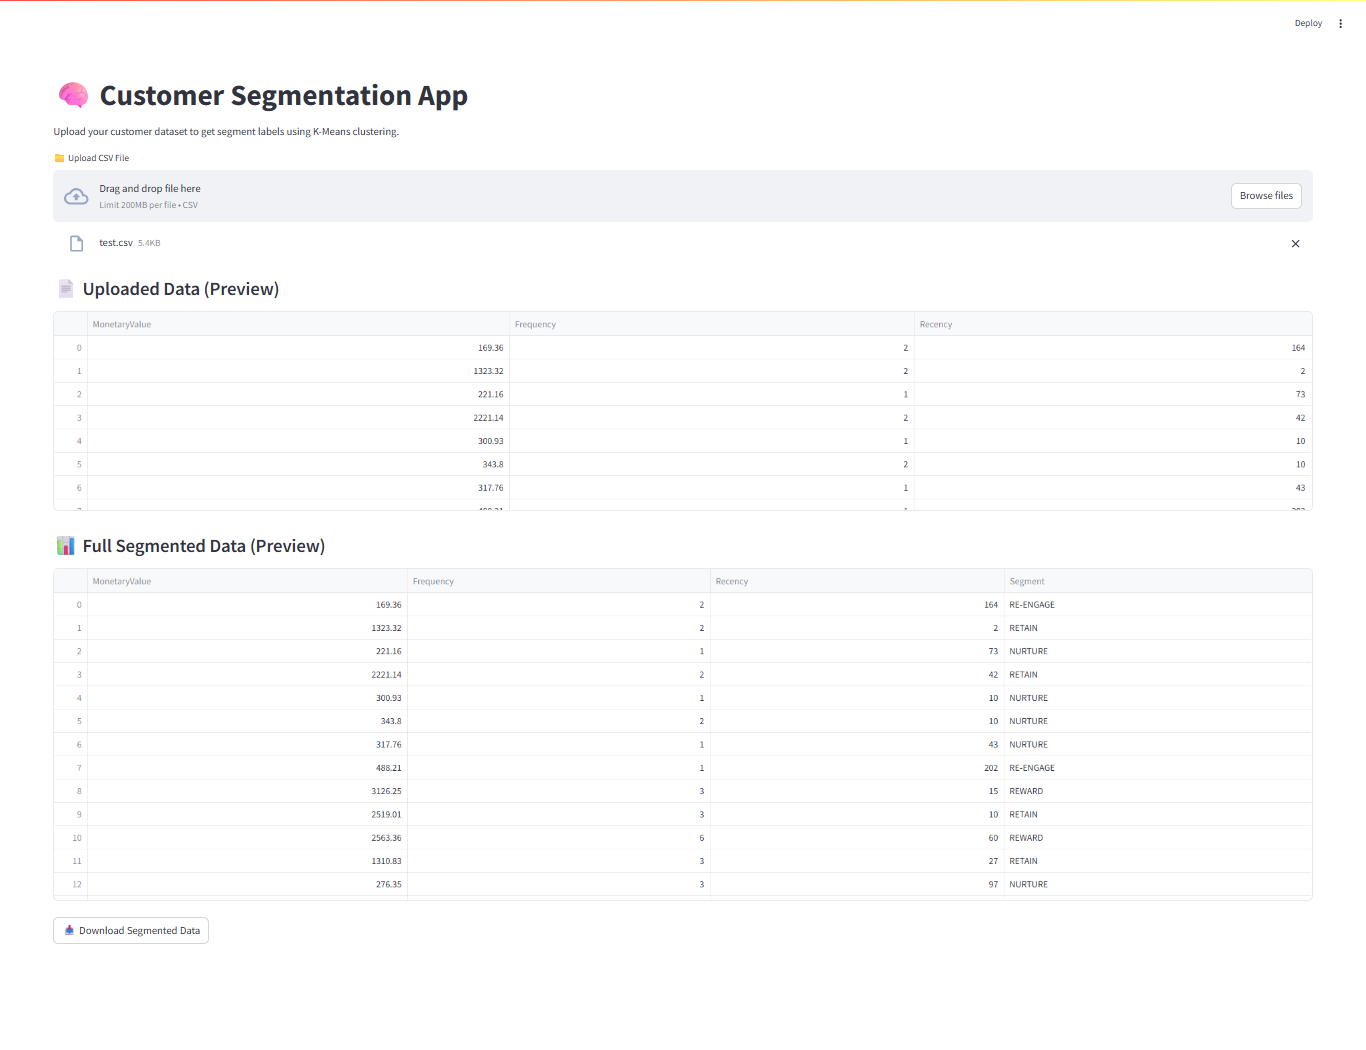 Deploy
Customer Segmentation App
Upload your customer dataset to get segment labels using K-Means clustering.
Upload CSV File
Drag and drop file here
Limit 200MB per file • CSV
Browse files
test.csv 5.4KB
Uploaded Data (Preview)
MonetaryValue Frequency Recency
0 169.36 2 164
1 1323.32 2 2
2 221.16 1 73
3 2221.14 2 42
4 300.93 1 10
5 343.8 2 10
6 317.76 1 43
Full Segmented Data (Preview)
MonetaryValue Frequency Recency Segment
0 169.36 2 164 RE-ENGAGE
1 1323.32 2 2 RETAIN
2 221.16 1 73 NURTURE
3 2221.14 2 42 RETAIN
4 300.93 1 10 NURTURE
5 343.8 2 10 NURTURE
6 317.76 1 43 NURTURE
7 488.21 1 202 RE-ENGAGE
8 3126.25 3 15 REWARD
9 2519.01 3 10 RETAIN
10 2563.36 6 60 REWARD
11 1310.83 3 27 RETAIN
12 276.35 3 97 NURTURE
Download Segmented Data